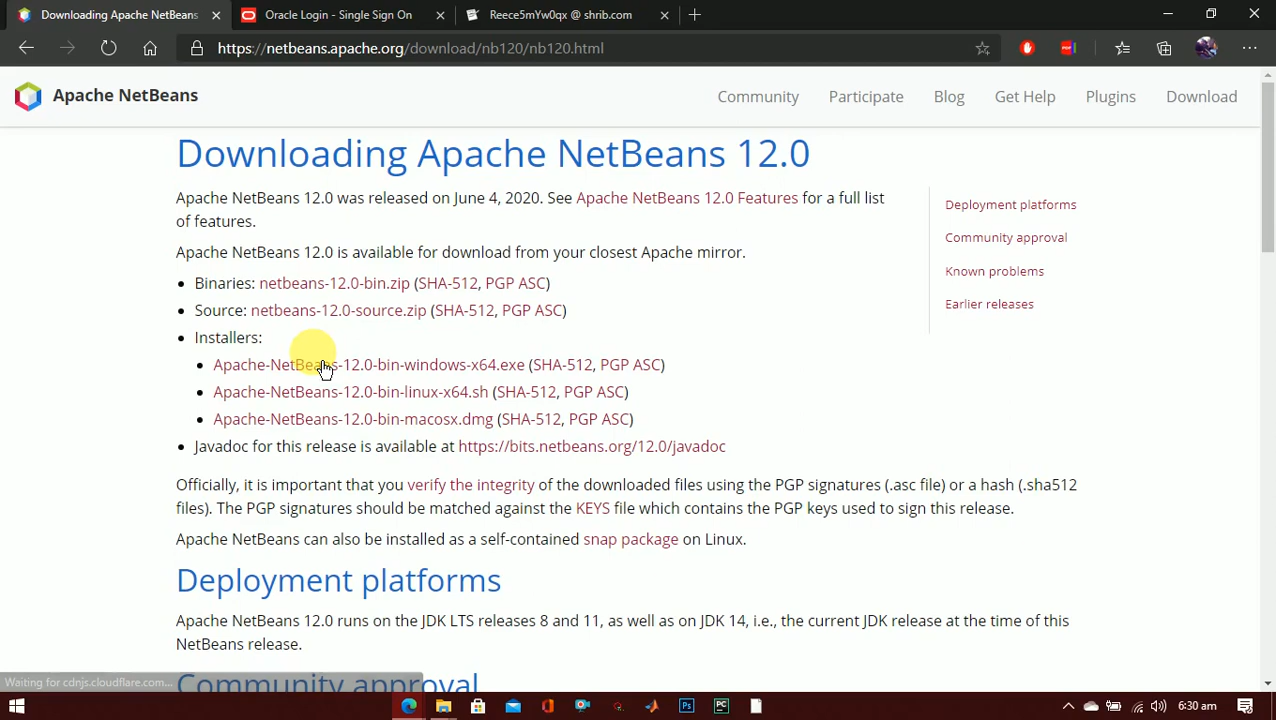 Downloading Apache NetBeans
Oracle Login - Single Sign On
Reece5mYw0qx @ shrib.com
https://netbeans.apache.org/download/nb120/nb120.html
Apache NetBeans
Community
Participate
Blog
Get Help
Plugins
Download
Downloading Apache NetBeans 12.0
Apache NetBeans 12.0 was released on June 4, 2020. See Apache NetBeans 12.0 Features for a full list
of features.
Deployment platforms
Community approval
Known problems
Earlier releases
Apache NetBeans 12.0 is available for download from your closest Apache mirror.
Binaries: netbeans-12.0-bin.zip (SHA-512, PGP ASC)
Source: netbeans-12.0-source.zip (SHA-512, PGP ASC)
Installers:
Apache-NetBeans-12.0-bin-windows-x64.exe (SHA-512, PGP ASC)
Apache-NetBeans-12.0-bin-linux-x64.sh (SHA-512, PGP ASC)
Apache-NetBeans-12.0-bin-macosx.dmg (SHA-512, PGP ASC)
Javadoc for this release is available at https://bits.netbeans.org/12.0/javadoc
Officially, it is important that you verify the integrity of the downloaded files using the PGP signatures (.asc file) or a hash (.sha512
files). The PGP signatures should be matched against the KEYS file which contains the PGP keys used to sign this release.
Apache NetBeans can also be installed as a self-contained snap package on Linux.
Deployment platforms
Apache NetBeans 12.0 runs on the JDK LTS releases 8 and 11, as well as on JDK 14, i.e., the current JDK release at the time of this
NetBeans release.
Community approval
Waiting for cdnjs.cloudflare.com...
Ps
PC
6:30 am